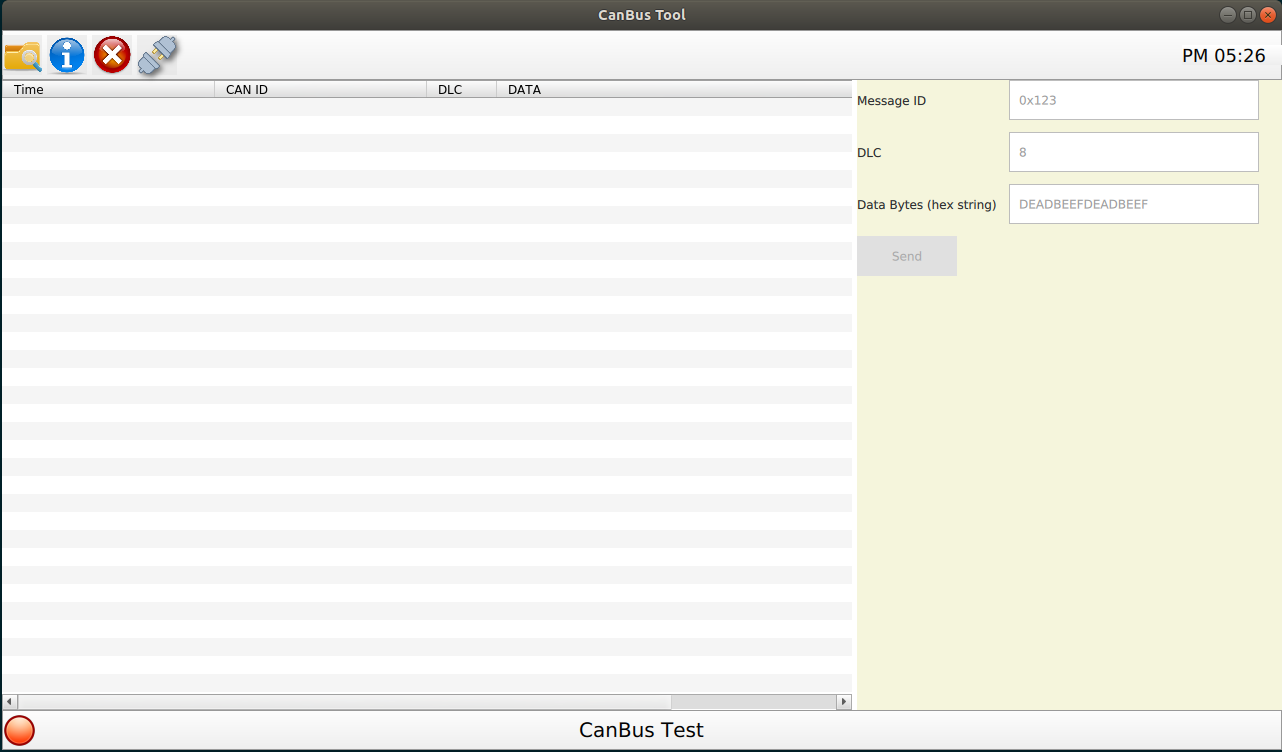 CanBus Tool
PM 05:26
Time CAN ID DLC DATA
Message ID 0x123
DLC 8
Data Bytes (hex string) DEADBEEFDEADBEEF
Send
CanBus Test